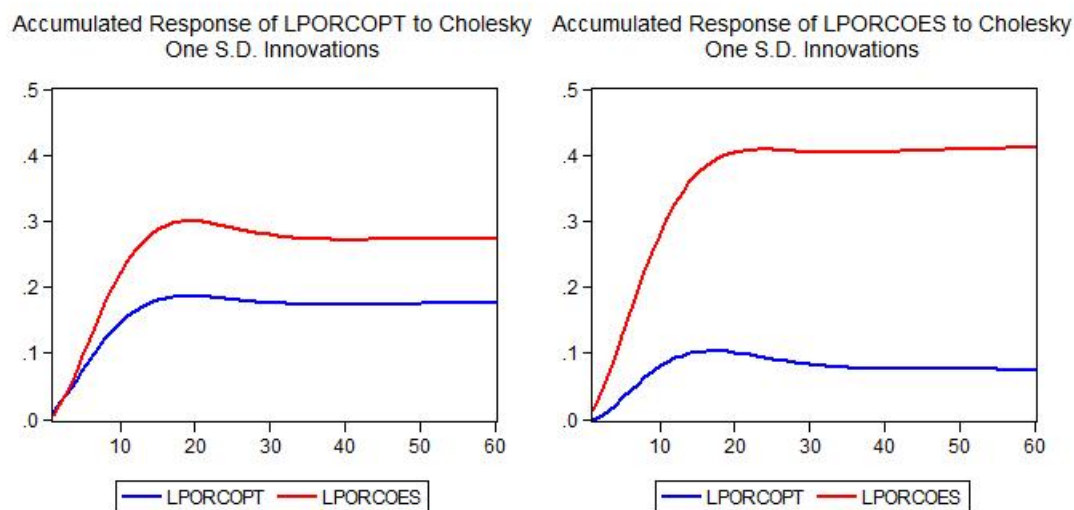 Accumulated Response of LPORCOPT to Cholesky
One S.D. Innovations
.5
.4
.3
.2
.1
.0
10 20 30 40 50 60
LPORCOPT LPORCOES
Accumulated Response of LPORCOES to Cholesky
One S.D. Innovations
.5
.4
.3
.2
.1
.0
10 20 30 40 50 60
LPORCOPT LPORCOES